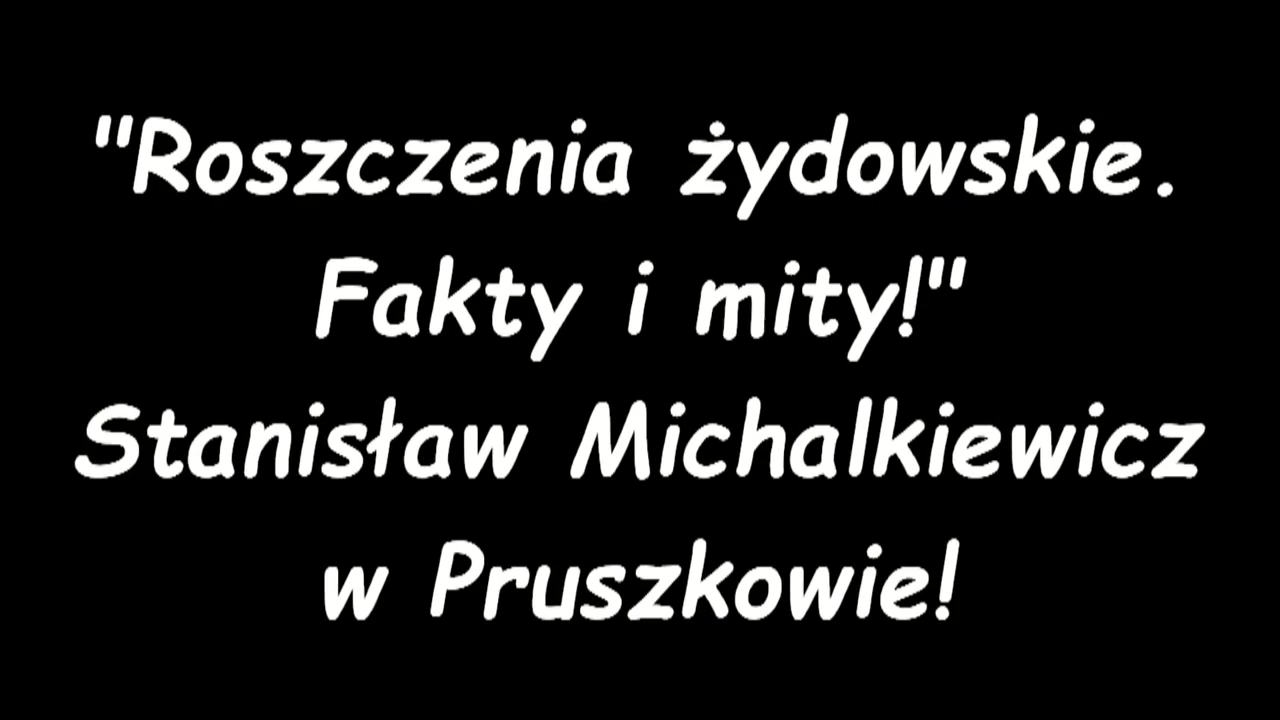 "Roszczenia żydowskie.
Fakty i mity!"
Stanisław Michalkiewicz
w Pruszkowie!